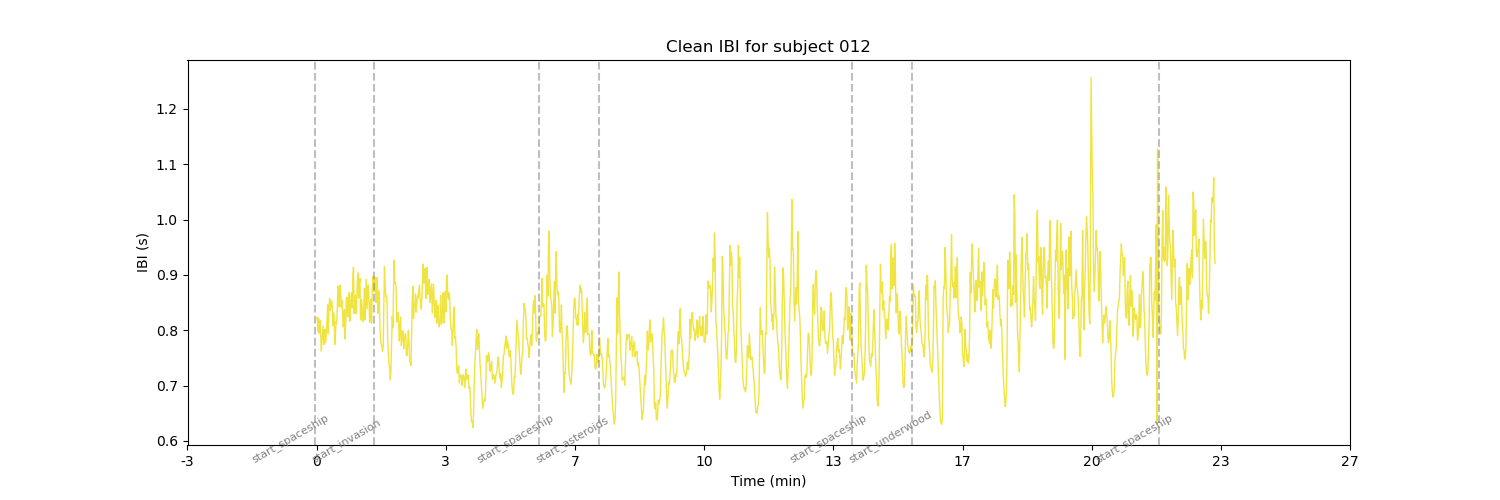 Clean IBI for subject 012
IBI (s)
1.2
1.1
1.0
0.9
0.8
0.7
0.6
start_spaceship
start_invasion
start_spaceship
start_asteroids
start_spaceship
start_underwood
start_spaceship
-3
0
3
7
10
13
17
20
23
27
Time (min)